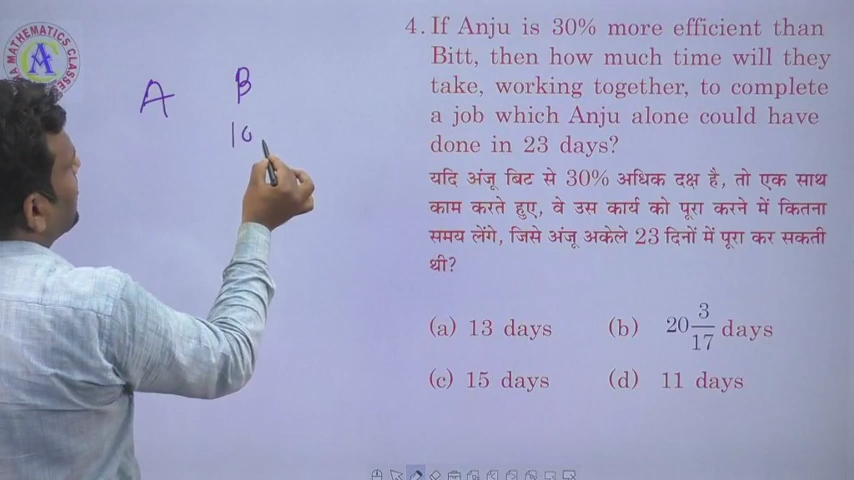 MATHEMATICS CLASSES
A
A B
10
4. If Anju is 30% more efficient than
Bitt, then how much time will they
take, working together, to complete
a job which Anju alone could have
done in 23 days?
यदि अंजू बिट से 30% अधिक दक्ष है, तो एक साथ
काम करते हुए, वे उस कार्य को पूरा करने में कितना
समय लेंगे, जिसे अंजू अकेले 23 दिनों में पूरा कर सकती
थी?
(a) 13 days (b) 20 3/17 days
(c) 15 days (d) 11 days